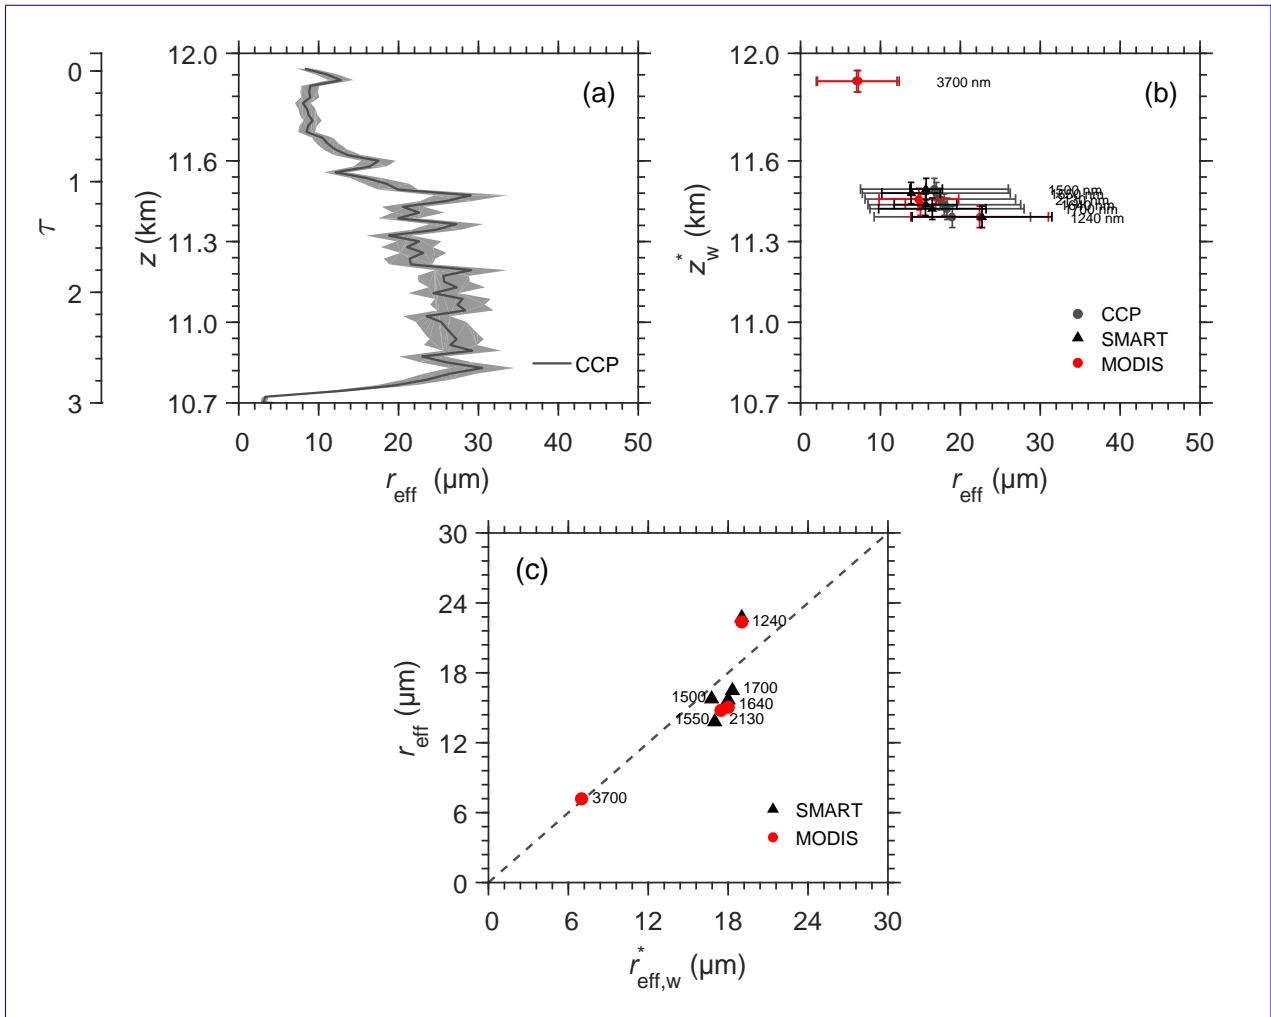 (a)
12.0
11.6
11.3
11.0
10.7
0
1
2
3
τ
z (km)
CCP
0 10 20 30 40 50
r_eff (μm)
(b)
12.0
11.6
11.3
11.0
10.7
z*_w (km)
3700 nm
1500 nm
1240 nm
CCP
SMART
MODIS
0 10 20 30 40 50
r_eff (μm)
(c)
30
24
18
12
6
0
r_eff (μm)
1240
1700
1500
1640
1550
2130
3700
SMART
MODIS
0 6 12 18 24 30
r*_eff,w (μm)